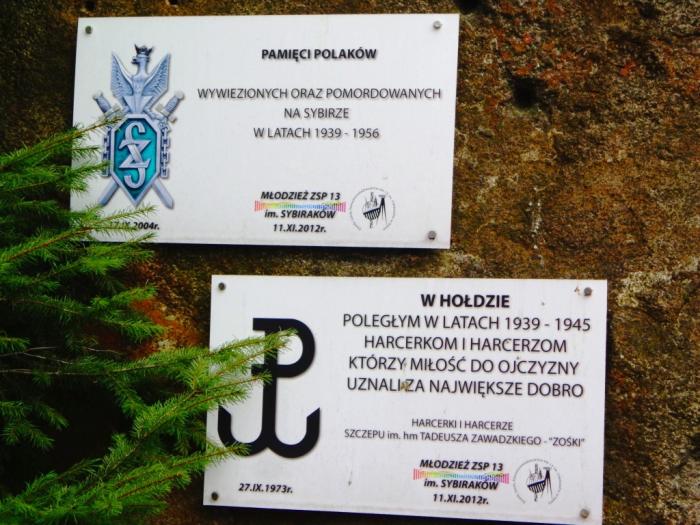 PAMIĘCI POLAKÓW
WYWIEZIONYCH ORAZ POMORDOWANYCH
NA SYBIRZE
W LATACH 1939 - 1956
MŁODZIEŻ ZSP 13
im. SYBIRAKÓW
11.XI.2012r.
.IX.2004r.
W HOŁDZIE
POLEGŁYM W LATACH 1939 - 1945
HARCERKOM I HARCERZOM
KTÓRZY MIŁOŚĆ DO OJCZYZNY
UZNALI ZA NAJWIĘKSZE DOBRO
HARCERKI I HARCERZE
SZCZEPU im. hm TADEUSZA ZAWADZKIEGO - "ZOŚKI"
MŁODZIEŻ ZSP 13
im. SYBIRAKÓW
11.XI.2012r.
27.IX.1973r.